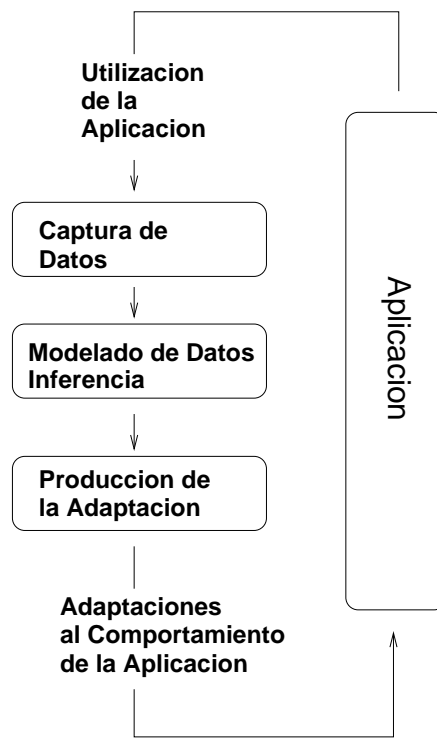 Utilizacion
de la
Aplicacion
Captura de
Datos
Modelado de Datos
Inferencia
Produccion de
la Adaptacion
Adaptaciones
al Comportamiento
de la Aplicacion
Aplicacion